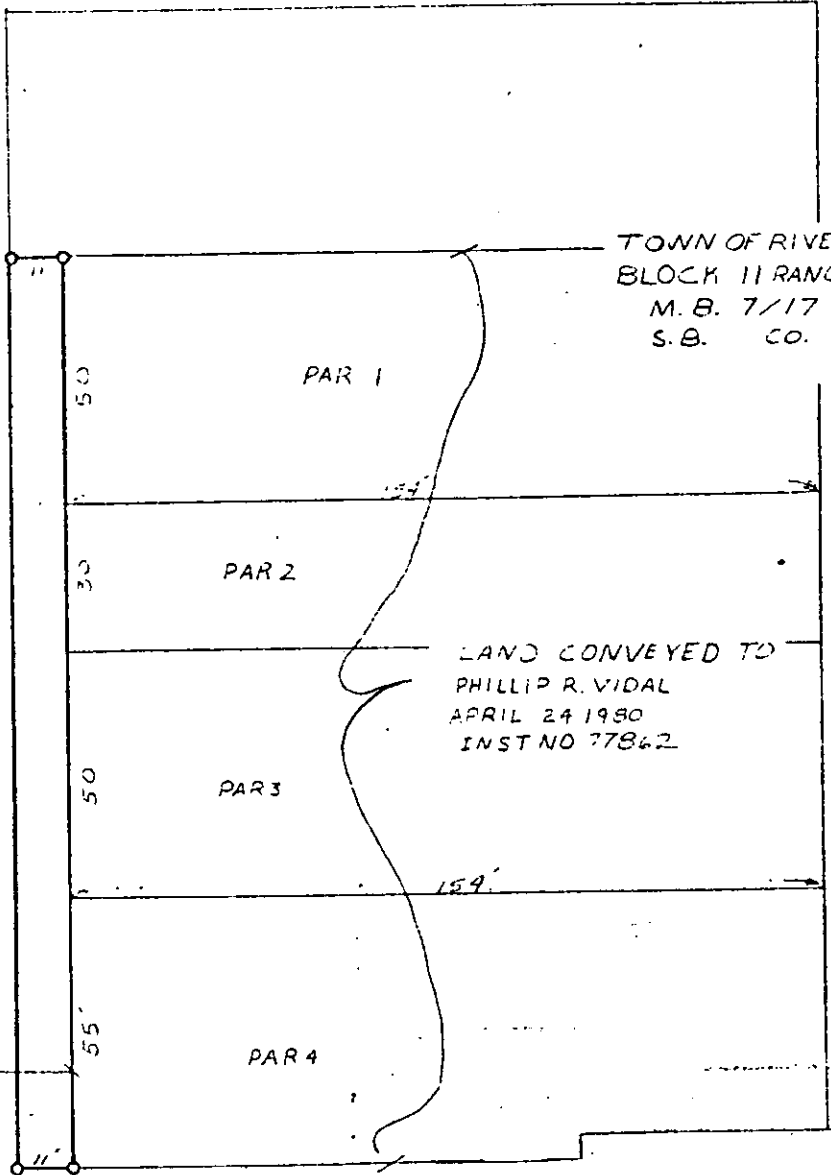 TOWN OF RIVE
BLOCK 11 RANG
M.B. 7/17
S.B. CO.
11'
50
PAR 1
154'
30
PAR 2
LAND CONVEYED TO
PHILLIP R. VIDAL
APRIL 24 1980
INST NO 77862
50
PAR 3
154'
55'
PAR 4
11'